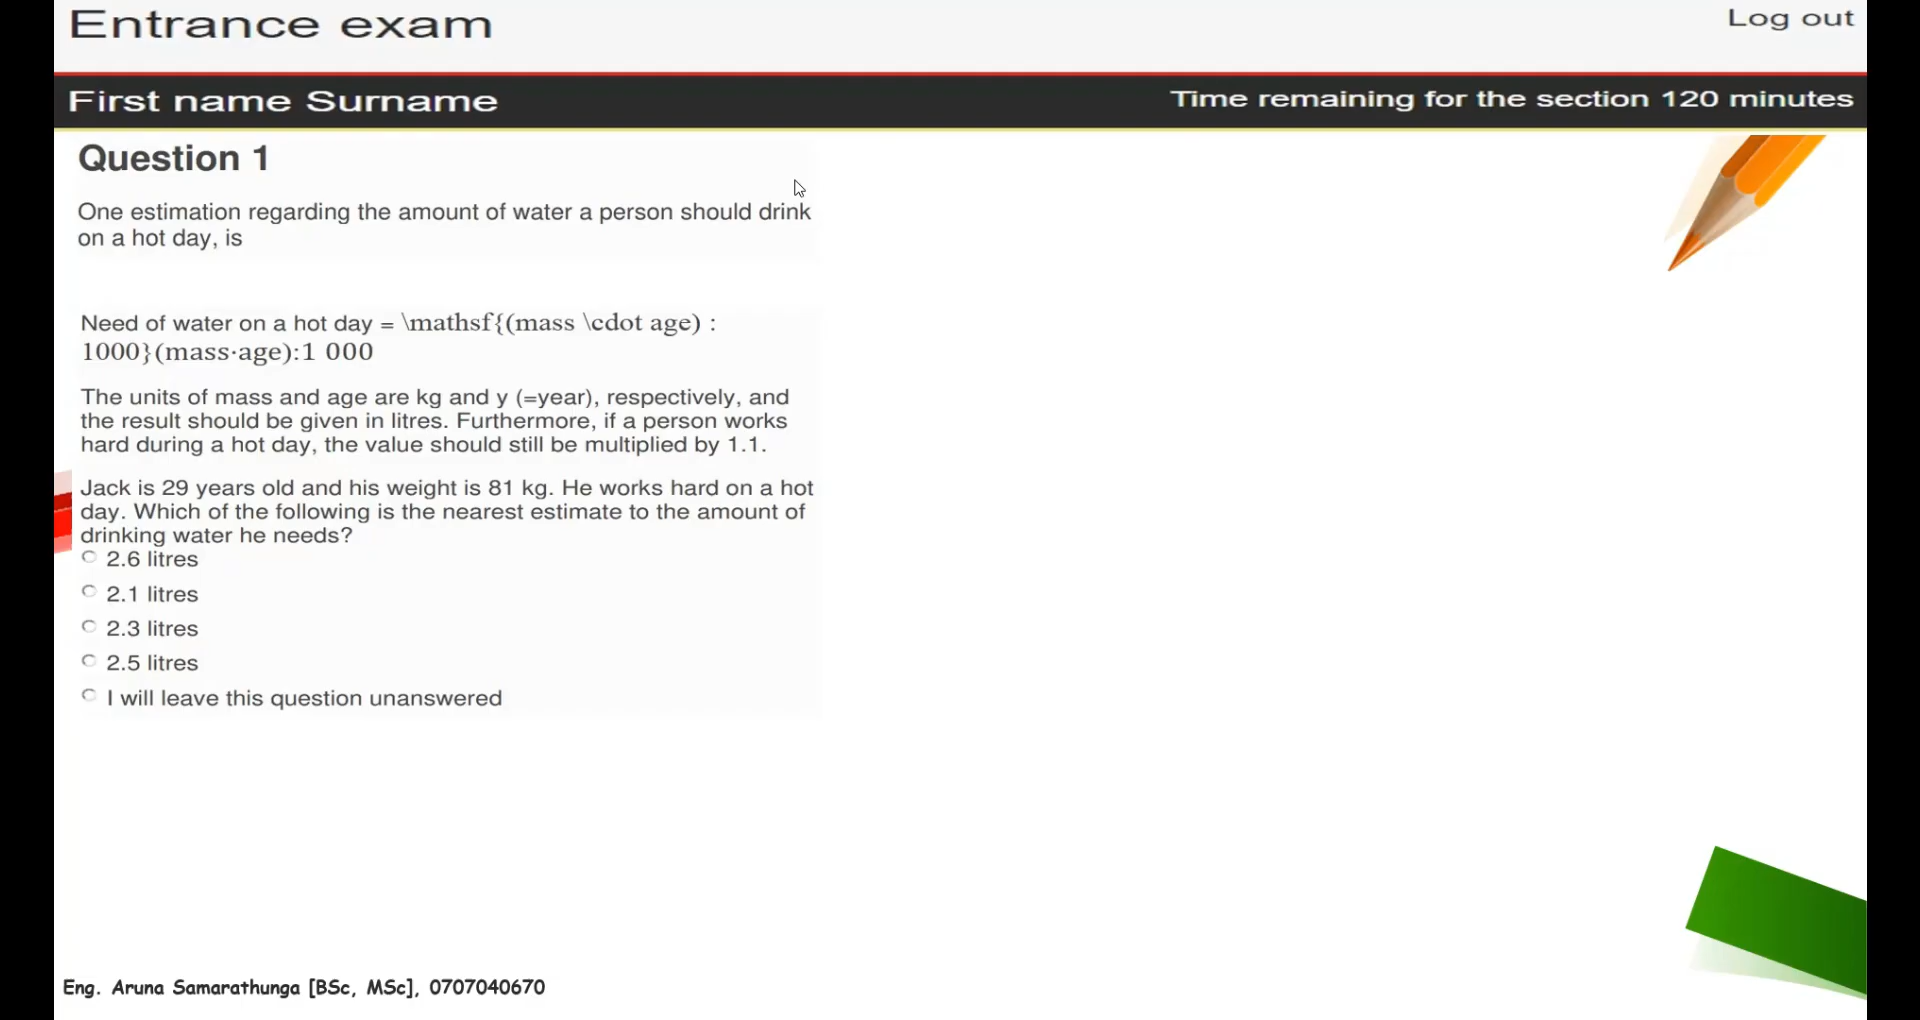 Entrance exam
Log out
First name Surname
Time remaining for the section 120 minutes
Question 1
One estimation regarding the amount of water a person should drink
on a hot day, is
Need of water on a hot day = \mathsf{(mass \cdot age) :
1000}(mass·age):1 000
The units of mass and age are kg and y (=year), respectively, and
the result should be given in litres. Furthermore, if a person works
hard during a hot day, the value should still be multiplied by 1.1.
Jack is 29 years old and his weight is 81 kg. He works hard on a hot
day. Which of the following is the nearest estimate to the amount of
drinking water he needs?
2.6 litres
2.1 litres
2.3 litres
2.5 litres
I will leave this question unanswered
Eng. Aruna Samarathunga [BSc, MSc], 0707040670